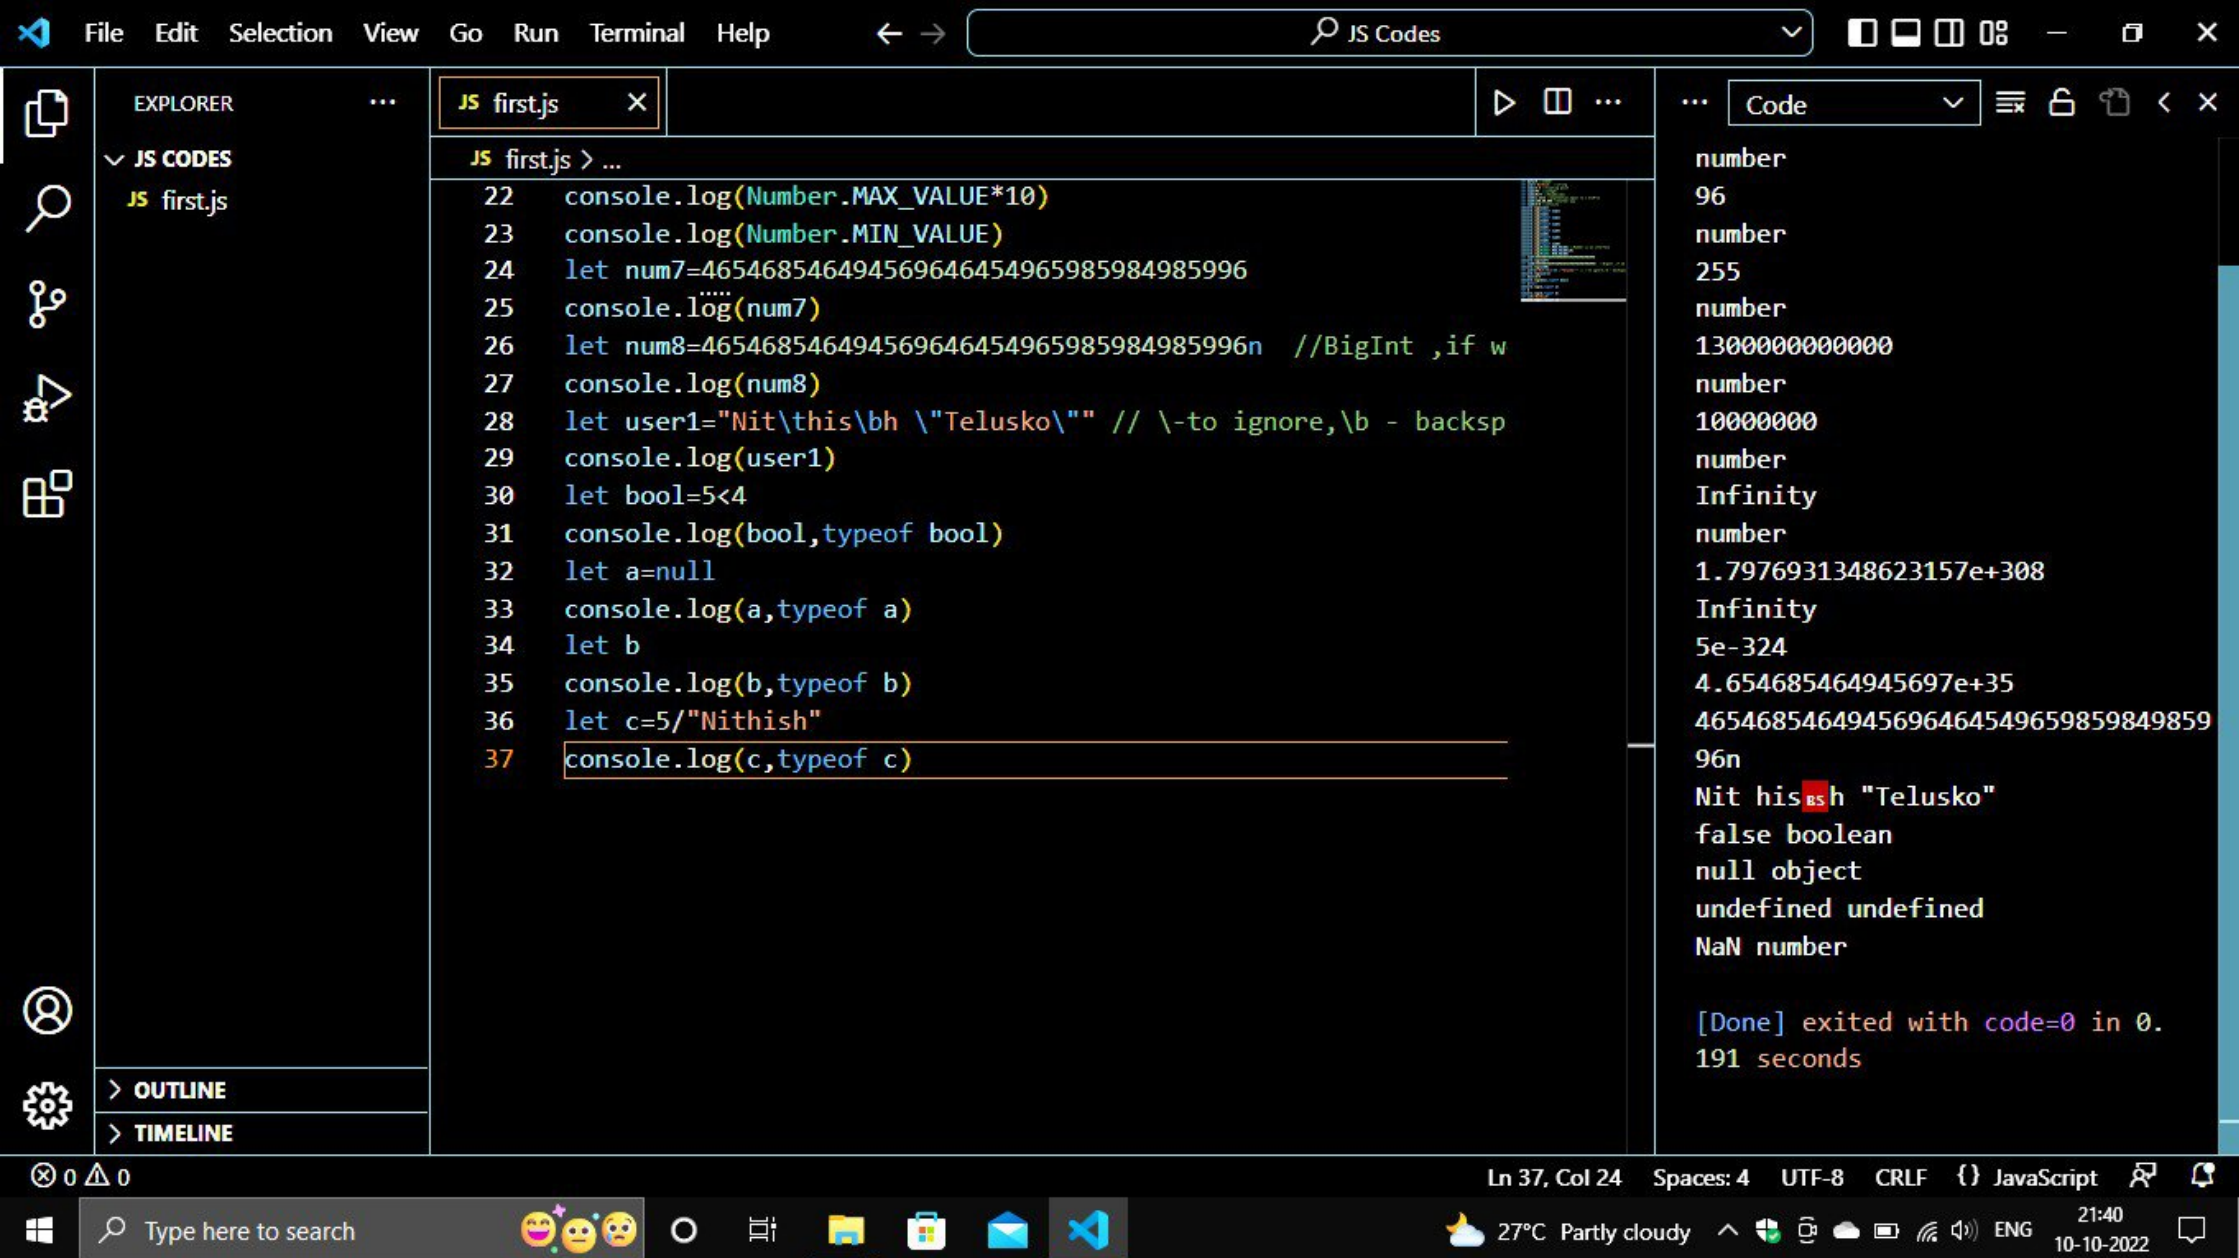 File Edit Selection View Go Run Terminal Help JS Codes
EXPLORER
JS CODES
JS first.js
OUTLINE
TIMELINE
JS first.js
JS first.js > ...
22 console.log(Number.MAX_VALUE*10)
23 console.log(Number.MIN_VALUE)
24 let num7=465468546494569646454965985984985996
25 console.log(num7)
26 let num8=465468546494569646454965985984985996n //BigInt ,if w
27 console.log(num8)
28 let user1="Nit\this\bh \"Telusko\"" // \-to ignore,\b - backsp
29 console.log(user1)
30 let bool=5<4
31 console.log(bool,typeof bool)
32 let a=null
33 console.log(a,typeof a)
34 let b
35 console.log(b,typeof b)
36 let c=5/"Nithish"
37 console.log(c,typeof c)
Code
number
96
number
255
number
1300000000000
number
10000000
number
Infinity
number
1.7976931348623157e+308
Infinity
5e-324
4.654685464945697e+35
4654685464945696464549659859849859
96n
Nit hisBSh "Telusko"
false boolean
null object
undefined undefined
NaN number
[Done] exited with code=0 in 0.
191 seconds
0 0 Ln 37, Col 24 Spaces: 4 UTF-8 CRLF {} JavaScript
Type here to search 27°C Partly cloudy ENG 21:40
10-10-2022